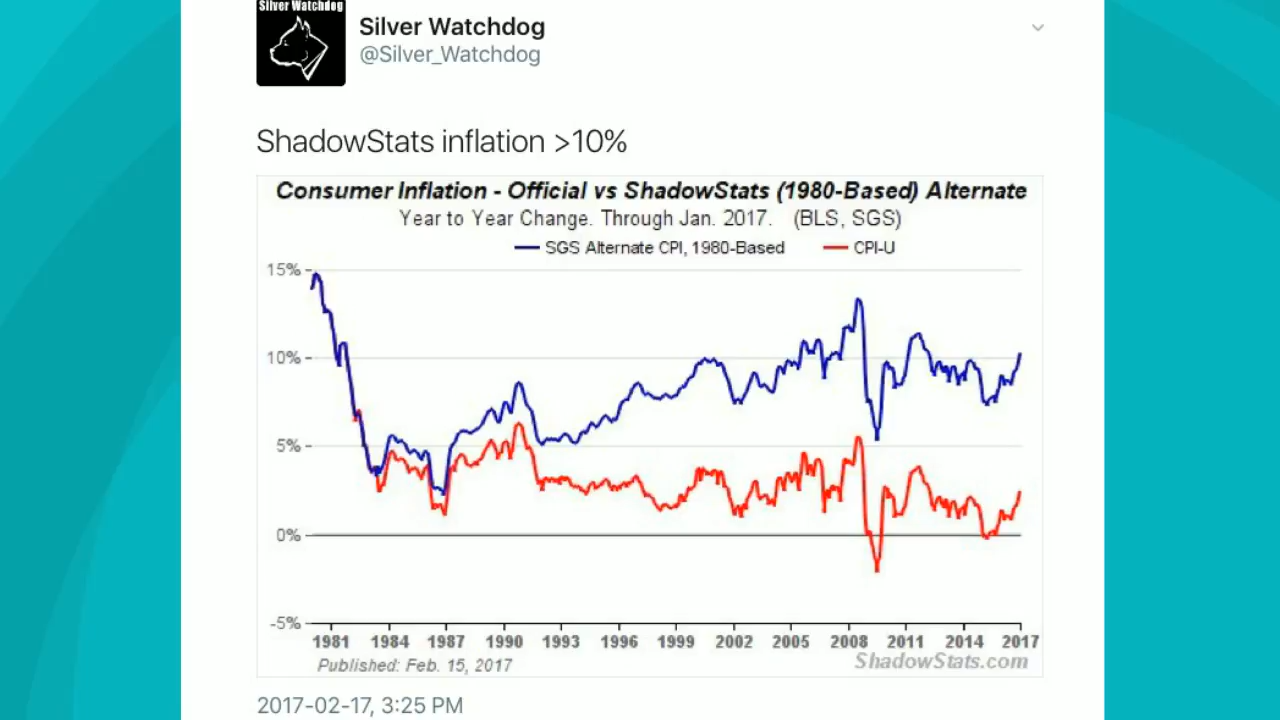 Silver Watchdog
Silver Watchdog
@Silver_Watchdog
ShadowStats inflation >10%
Consumer Inflation - Official vs ShadowStats (1980-Based) Alternate
Year to Year Change. Through Jan. 2017. (BLS, SGS)
SGS Alternate CPI, 1980-Based CPI-U
15%
10%
5%
0%
-5%
1981 1984 1987 1990 1993 1996 1999 2002 2005 2008 2011 2014 2017
Published: Feb. 15, 2017
ShadowStats.com
2017-02-17, 3:25 PM